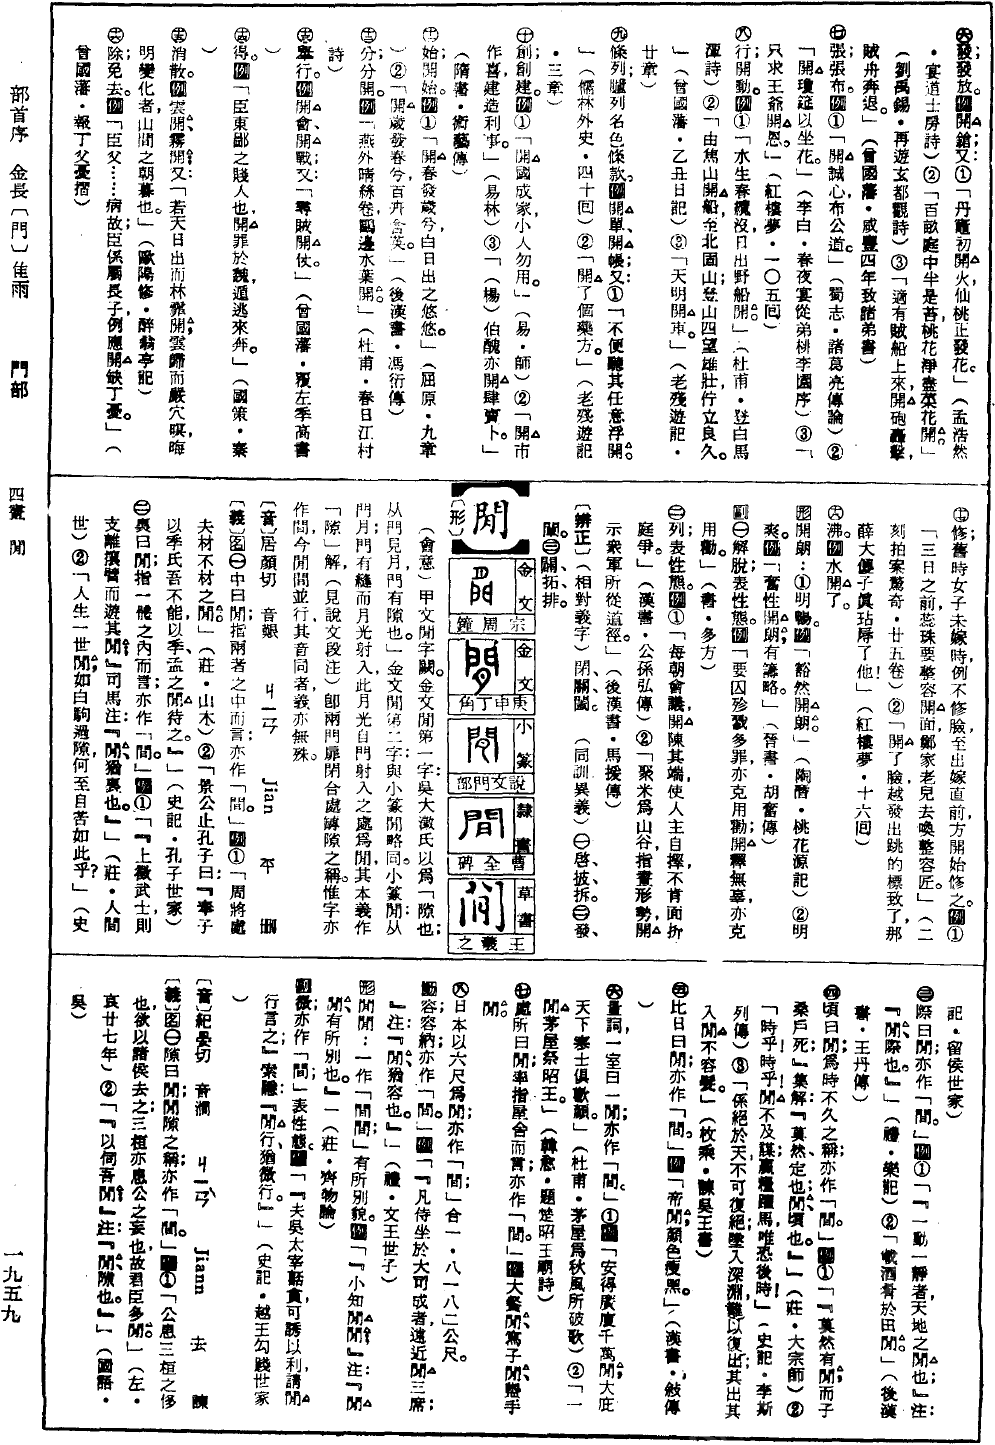 ㊅發：發放。例開鎗；又：①「丹竈初開火，仙桃正發花。」（孟浩然
・宴道士房詩）②「百畝庭中半是苔，桃花淨盡菜花開。」
（劉禹錫・再遊玄都觀詩）③「適有賊船上來，開砲轟擊，
賊舟奔退。」（曾國藩・咸豐四年致諸弟書）
㊆張：張布。例①「開誠心，布公道。」（蜀志・諸葛亮傳論）②
「開瓊筵以坐花。」（李白・春夜宴從弟桃李園序）③「
只求王爺開恩。」（紅樓夢・一〇五回）
㊇行：開動。例①「水生春纜沒，日出野船開。」（杜甫・登白馬
潭詩）②「由焦山開船至北固山，登山四望，雄壯佇立良久。
」（曾國藩・乙丑日記）③「天明開車。」（老殘遊記・
廿章）
㊈條列：臚列名色條款。例開單、開帳；又：①「不便聽其任意浮開。
」（儒林外史・四十回）②「開了個藥方。」（老殘遊記
・三章）
㊉創：創建。例①「開國成家，小人勿用。」（易・師）②「開市
作喜，建造利事。」（易林）③「（楊）伯醜亦開肆賣卜。」
（隋書・術藝傳）
始：開始。例①「開春發歲兮，白日出之悠悠。」（屈原・九章
）②「開歲發春兮，百卉含英。」（後漢書・馮衍傳）
分：分開。例「燕外晴絲卷，鷗邊水葉開。」（杜甫・春日江村
詩）
舉行。例開會、開戰；又：「尋賊開仗。」（曾國藩・覆左季高書
）
得。例「臣東鄙之賤人也，開罪於魏，遁逃來奔。」（國策・秦
）
消散。例雲開霧開；又：「若夫日出而林霏開，雲歸而巖穴暝，晦
明變化者，山間之朝暮也。」（歐陽修・醉翁亭記）
除：免去。例「臣父……病故，臣係屬長子，例應開缺丁憂。」（
曾國藩・報丁父憂摺）
部首序　金長〔門〕隹雨　　門部　　四畫　閒　　一九五九
修：舊時女子未嫁時，例不修臉，至出嫁直前，方開始修之。例①
「三日之前，蕊珠要整容開面，鄭家老兒去喚整容匠。」（二
刻拍案驚奇・廿五卷）②「開了臉，越發出跳的標致了，那
薛大傻子眞玷辱了他！」（紅樓夢・十六回）
沸。例水開了。
形開朗：①明暢。例「豁然開朗。」（陶潛・桃花源記）②明
爽。例「奮性開朗，有謀略。」（晉書・胡奮傳）
副㊀解脫：表性態。例「要囚殄戮多罪，亦克用勸；開釋無辜，亦克
用勸。」（書・多方）
㊁列：表性態。例①「每朝會議，開陳其端，使人主自擇，不肯面折
庭爭。」（漢書・公孫弘傳）②「聚米爲山谷，指畫形勢，開
示衆軍所從道徑。」（後漢書・馬援傳）
〔辨正〕（相對義字）閉、關、闔。（同訓異義）㊀啓、披、拆。㊁發、
闢。㊂闢、拓、排。
閒
〔形〕
金文　宗周鐘
金文　庚申丁角
小篆　說文門部
隸書　曹全碑
草書　王羲之
（會意）甲文閒字闕。金文閒第一字：吳大澂氏以爲「隙也；
从門見月，門有隙也。」金文閒第二字：與小篆閒略同。小篆閒：从
門月；門有縫而月光射入，此月光自門射入之處爲閒，其本義作
「隙」解，（見說文段注）卽兩門扉閉合處罅隙之稱。惟字亦
作間，今閒間並行，其音同者義亦無殊。
〔音〕居顏切　音蕑　ㄐㄧㄢ　Jian　平　刪
〔義〕名㊀中曰閒；指兩者之中而言；亦作「間」。例①「周將處
夫材不材之閒。」（莊・山木）②「景公止孔子曰：『奉子
以季氏，吾不能，以季、孟之閒待之。』」（史記・孔子世家）
㊁裏曰閒；指一襍之內而言；亦作「間」。例①「『上徵武士，則
支離攘臂而遊其閒。』司馬注：『閒猶裏也。』」（莊・人間
世）②「人生一世閒，如白駒過隙，何至自苦如此乎？」（史
記・留侯世家）
㊂際曰閒；亦作「間」。例①「『一動一靜者，天地之閒也。』注：
『閒，際也。』」（禮・樂記）②「載酒肴於田閒。」（後漢
書・王丹傳）
㊃頃曰閒；爲時不久之稱；亦作「間」。例①「『莫然有閒，而子
桑戶死。』集解：『莫然，定也；閒，頃也。』」（莊・大宗師）②
「時乎時乎！閒不及謀，贏糧躍馬，唯恐後時！」（史記・李斯
列傳）③「係絕於天，不可復絕，墜入深淵，難以復出，其出其
入，閒不容髮。」（枚乘・諫吳王書）
㊄比日曰閒；亦作「間」。例「帝閒顏色瘦黑。」（漢書・敘傳
）
㊅量詞，一室曰一閒；亦作「間」。①例「安得廣廈千萬閒，大庇
天下寒士俱歡顏。」（杜甫・茅屋爲秋風所破歌）②「一
閒茅屋祭昭王。」（韓愈・題楚昭王廟詩）
㊆處所曰閒；率指屋舍而言；亦作「間」。例大餐閒、寫子閒、盥手
閒。
㊇日本以六尺爲閒；亦作「間」；合一・八一八二公尺。
動容：容納；亦作「間」。例「『凡侍坐於大司成者，遠近閒三席。
』注：『閒猶容也。』」（禮・文王世子）
形閒閒：一作「間間」；有所別貌。例「『小知閒閒。』注：『閒
閒，有所別也。』」（莊・齊物論）
副微：亦作「間」；表性態。例「『夫吳太宰嚭貪，可誘以利，請閒
行言之。』索隱：『閒行猶微行。』」（史記・越王勾踐世家
）
〔音〕紀晏切　音澗　ㄐㄧㄢˋ　Jiann　去　諫
〔義〕名㊀隙曰閒；閒隙之稱；亦作「間」。例①「公患三桓之侈
也，欲以諸侯去之；三桓亦患公之妄也，故君臣多閒。」（左・
哀廿七年）②「『以伺吾閒。』注：『閒，隙也。』」（國語・
吳）